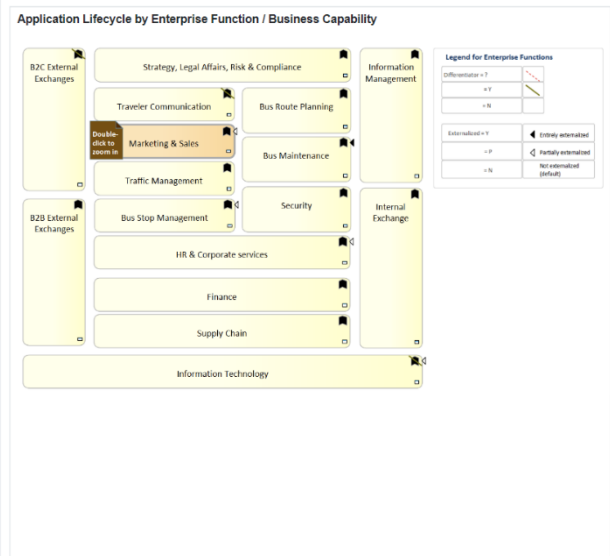 Application Lifecycle by Enterprise Function / Business Capability
B2C External
Exchanges
Strategy, Legal Affairs, Risk & Compliance
Information
Management
Traveler Communication
Bus Route Planning
Double-
click to
zoom in
Marketing & Sales
Bus Maintenance
Traffic Management
B2B External
Exchanges
Bus Stop Management
Security
Internal
Exchange
HR & Corporate services
Finance
Supply Chain
Information Technology
Legend for Enterprise Functions
Differentiator = ?
= Y
= N
Externalized = Y
Entirely externalized
= P
Partially externalized
= N
Not externalized
(default)